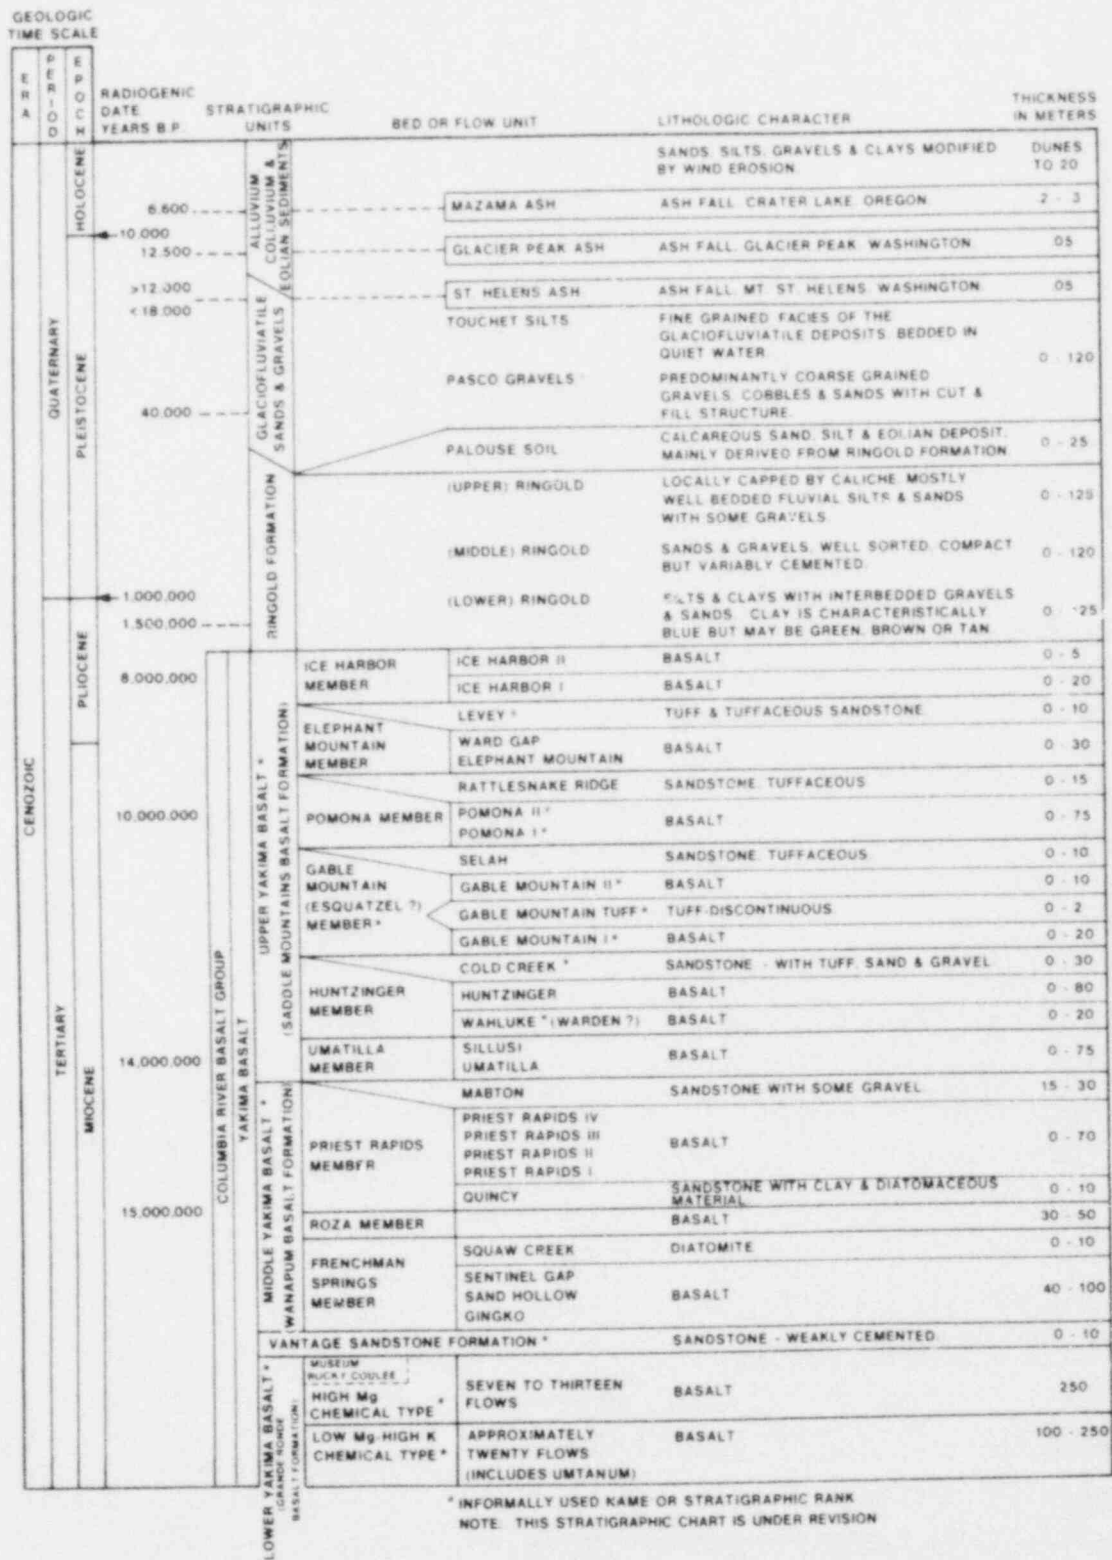 GEOLOGIC
TIME SCALE
ERA
PERIOD
EPOCH
RADIOGENIC
DATE
YEARS B.P.
STRATIGRAPHIC
UNITS
BED OR FLOW UNIT
LITHOLOGIC CHARACTER
THICKNESS
IN METERS
CENOZOIC
QUATERNARY
TERTIARY
HOLOCENE
PLEISTOCENE
PLIOCENE
MIOCENE
6.600
10.000
12.500
>12.000
<18.000
40.000
1.000.000
1.500.000
8.000.000
10.000.000
14.000.000
15.000.000
ALLUVIUM
COLLUVIUM &
EOLIAN SEDIMENTS
GLACIOFLUVIATILE
SANDS & GRAVELS
RINGOLD FORMATION
COLUMBIA RIVER BASALT GROUP
YAKIMA BASALT
UPPER YAKIMA BASALT *
(SADDLE MOUNTAINS BASALT FORMATION)
MIDDLE YAKIMA BASALT *
(WANAPUM BASALT FORMATION)
LOWER YAKIMA BASALT *
(GRANDE RONDE
BASALT FORMATION)
SANDS, SILTS, GRAVELS & CLAYS MODIFIED DUNES
BY WIND EROSION. TO 20
MAZAMA ASH ASH FALL, CRATER LAKE, OREGON
GLACIER PEAK ASH ASH FALL, GLACIER PEAK, WASHINGTON .05
ST. HELENS ASH ASH FALL, MT. ST. HELENS, WASHINGTON .05
TOUCHET SILTS FINE GRAINED FACIES OF THE
GLACIOFLUVIATILE DEPOSITS. BEDDED IN
QUIET WATER.
0 - 120
PASCO GRAVELS PREDOMINANTLY COARSE GRAINED
GRAVELS, COBBLES & SANDS WITH CUT &
FILL STRUCTURE.
PALOUSE SOIL CALCAREOUS SAND, SILT & EOLIAN DEPOSIT, 0 - 25
MAINLY DERIVED FROM RINGOLD FORMATION.
(UPPER) RINGOLD LOCALLY CAPPED BY CALICHE. MOSTLY
WELL BEDDED FLUVIAL SILTS & SANDS 0 - 125
WITH SOME GRAVELS.
(MIDDLE) RINGOLD SANDS & GRAVELS, WELL SORTED, COMPACT 0 - 120
BUT VARIABLY CEMENTED.
(LOWER) RINGOLD SILTS & CLAYS WITH INTERBEDDED GRAVELS
& SANDS. CLAY IS CHARACTERISTICALLY
BLUE BUT MAY BE GREEN, BROWN OR TAN
ICE HARBOR
MEMBER
ICE HARBOR II BASALT 0 - 5
ICE HARBOR I BASALT 0 - 20
ELEPHANT
MOUNTAIN
MEMBER
LEVEY * TUFF & TUFFACEOUS SANDSTONE 0 - 10
WARD GAP
ELEPHANT MOUNTAIN BASALT 0 - 30
RATTLESNAKE RIDGE SANDSTONE, TUFFACEOUS 0 - 15
POMONA MEMBER
POMONA II *
POMONA I * BASALT 0 - 75
GABLE
MOUNTAIN
(ESQUATZEL ?)
MEMBER *
SELAH SANDSTONE, TUFFACEOUS 0 - 10
GABLE MOUNTAIN II * BASALT 0 - 10
GABLE MOUNTAIN TUFF * TUFF-DISCONTINUOUS 0 - 2
GABLE MOUNTAIN I * BASALT 0 - 20
COLD CREEK * SANDSTONE - WITH TUFF, SAND & GRAVEL 0 - 30
HUNTZINGER
MEMBER
HUNTZINGER BASALT 0 - 80
WAHLUKE * (WARDEN ?) BASALT 0 - 20
UMATILLA
MEMBER
SILLUSI
UMATILLA BASALT 0 - 75
MABTON SANDSTONE WITH SOME GRAVEL 15 - 30
PRIEST RAPIDS
MEMBER
PRIEST RAPIDS IV
PRIEST RAPIDS III
PRIEST RAPIDS II
PRIEST RAPIDS I
BASALT 0 - 70
QUINCY SANDSTONE WITH CLAY & DIATOMACEOUS
MATERIAL 0 - 10
ROZA MEMBER BASALT 30 - 50
FRENCHMAN
SPRINGS
MEMBER
SQUAW CREEK DIATOMITE 0 - 10
SENTINEL GAP
SAND HOLLOW
GINGKO
BASALT 40 - 100
VANTAGE SANDSTONE FORMATION * SANDSTONE - WEAKLY CEMENTED 0 - 10
MUSEUM
ROCKY COULEE
HIGH Mg
CHEMICAL TYPE *
SEVEN TO THIRTEEN
FLOWS
BASALT 250
LOW Mg-HIGH K
CHEMICAL TYPE *
APPROXIMATELY
TWENTY FLOWS
(INCLUDES UMTANUM)
BASALT 100 - 250
* INFORMALLY USED NAME OR STRATIGRAPHIC RANK
NOTE: THIS STRATIGRAPHIC CHART IS UNDER REVISION